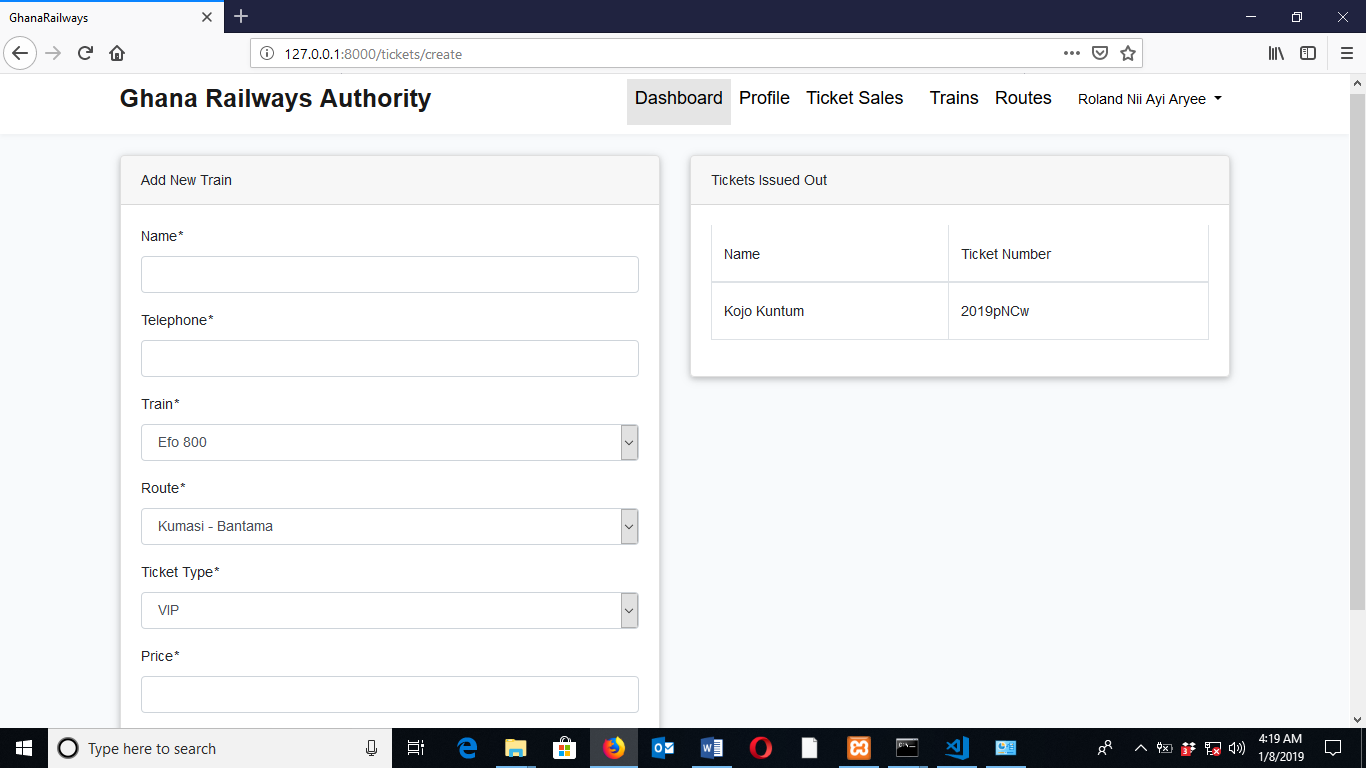 GhanaRailways
127.0.0.1:8000/tickets/create
Ghana Railways Authority
Dashboard Profile Ticket Sales Trains Routes Roland Nii Ayi Aryee
Add New Train
Name*
Telephone*
Train*
Efo 800
Route*
Kumasi - Bantama
Ticket Type*
VIP
Price*
Tickets Issued Out
Name Ticket Number
Kojo Kuntum 2019pNCw
Type here to search
4:19 AM
1/8/2019